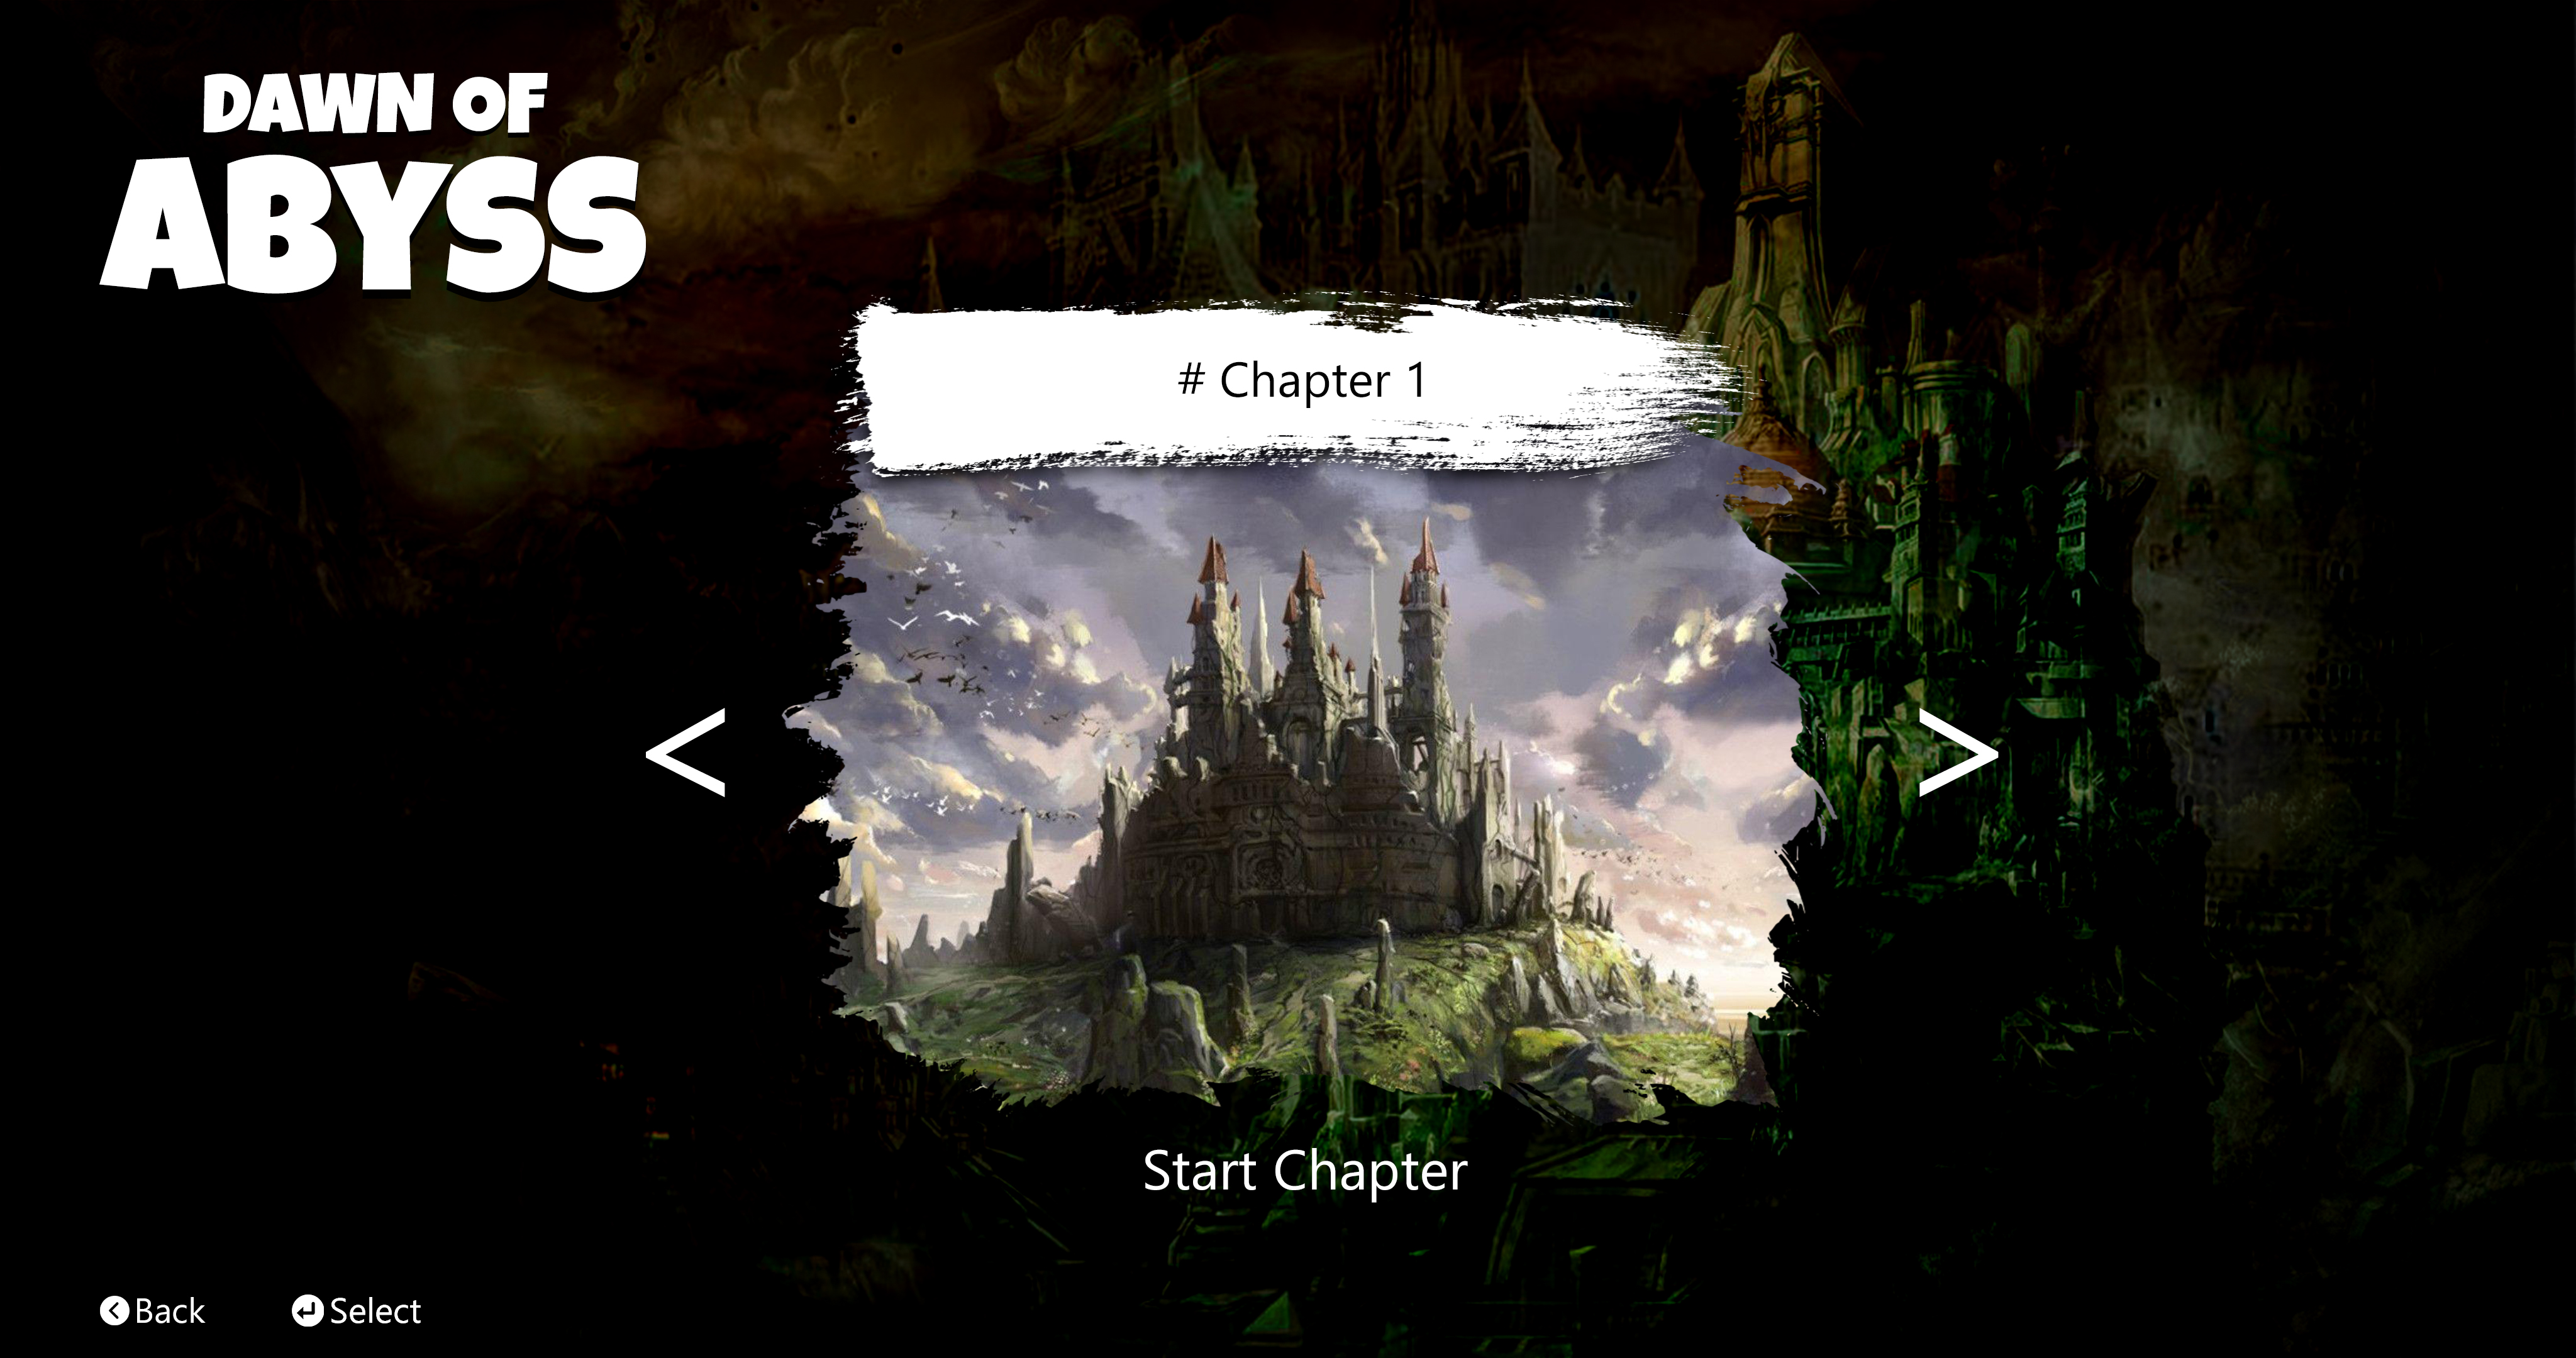 DAWN OF
ABYSS
# Chapter 1
<
>
Start Chapter
Back
Select